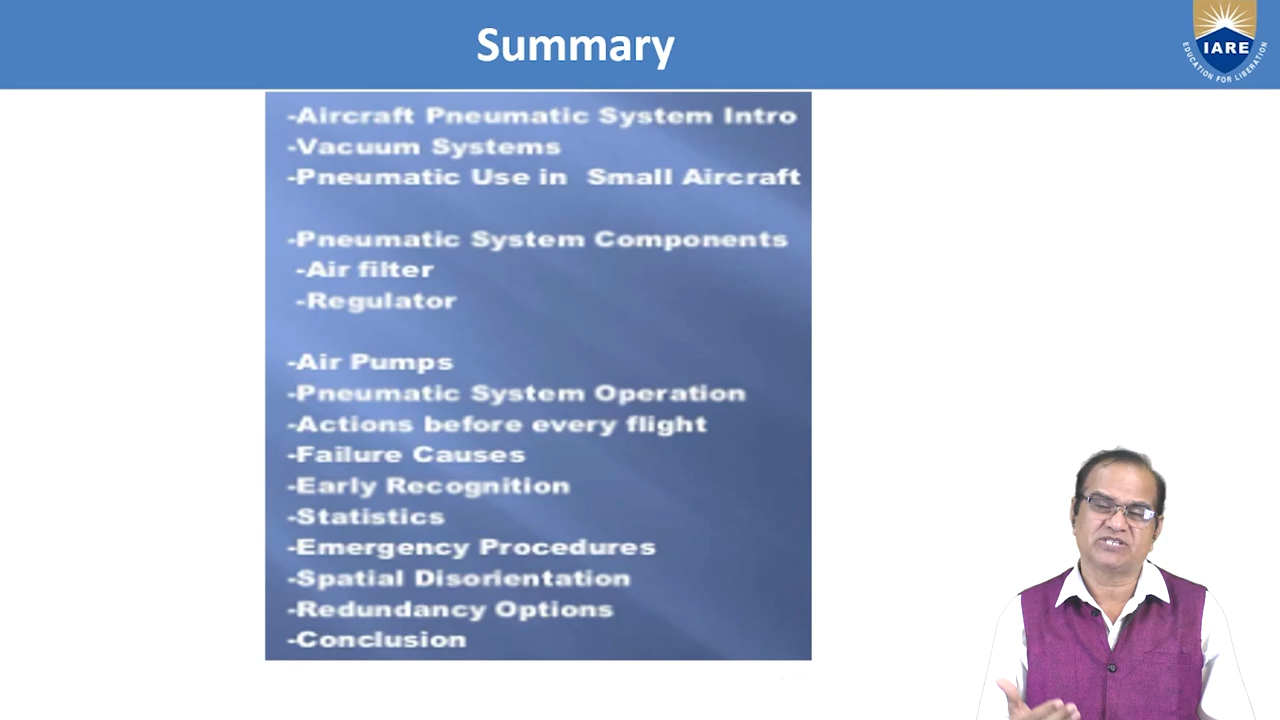 Summary
IARE
EDUCATION FOR LIBERATION
-Aircraft Pneumatic System Intro
-Vacuum Systems
-Pneumatic Use in  Small Aircraft
-Pneumatic System Components
-Air filter
-Regulator
-Air Pumps
-Pneumatic System Operation
-Actions before every flight
-Failure Causes
-Early Recognition
-Statistics
-Emergency Procedures
-Spatial Disorientation
-Redundancy Options
-Conclusion